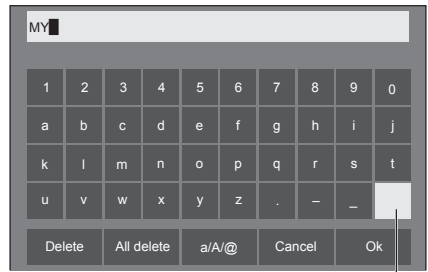 MY
1 2 3 4 5 6 7 8 9 0
a b c d e f g h i j
k l m n o p q r s t
u v w x y z . – _
Delete All delete a/A/@ Cancel Ok